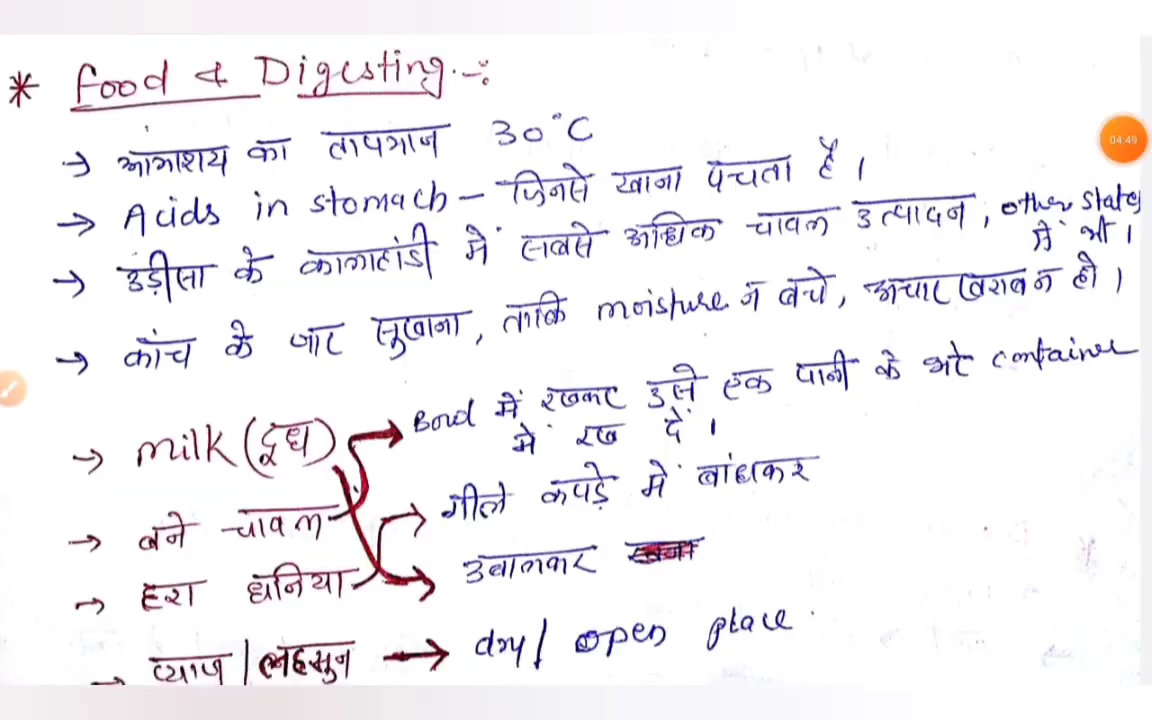 * Food & Digesting :-
→ आमाशय का तापमान 30°C
→ Acids in stomach - जिनसे खाना पचता है।
→ उड़ीसा के कालाहांडी में सबसे अधिक चावल उत्पादन, other states में भी।
→ कांच के जार सुखाना, ताकि moisture न बचे, अचार खराब न हो।
→ milk (दूध)
→ Bowl में रखकर उसे एक पानी के भरे container में रख दें।
→ बने चावल
→ गीले कपड़े में बांधकर
→ हरा धनिया
→ उबालकर
→ प्याज/लहसुन → dry/ open place
04:49